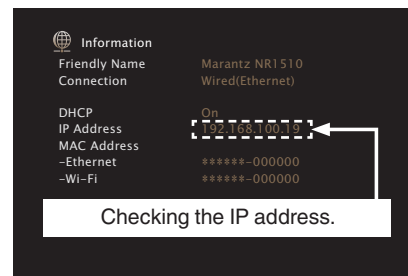 Information
Friendly Name Marantz NR1510
Connection Wired(Ethernet)
DHCP On
IP Address 192.168.100.19
MAC Address
-Ethernet ******-000000
-Wi-Fi ******-000000
Checking the IP address.